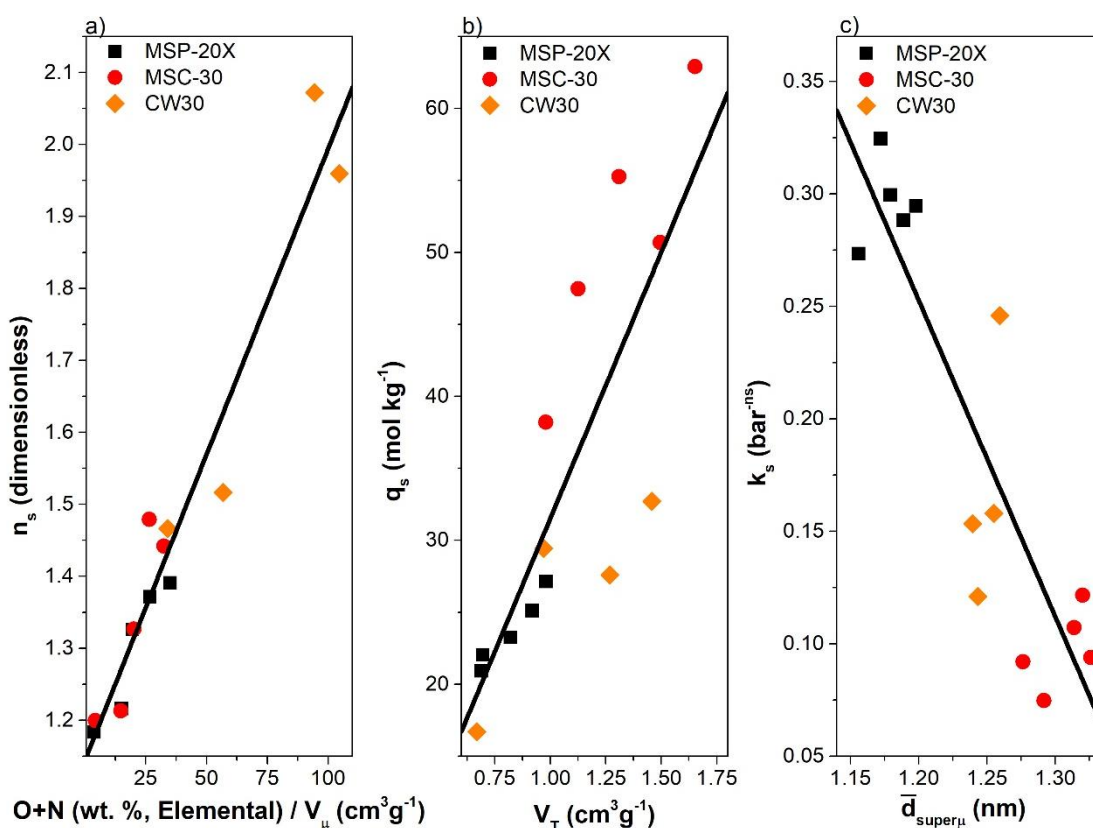 a)
MSP-20X
MSC-30
CW30
2.1
2.0
1.9
1.8
1.7
1.6
1.5
1.4
1.3
1.2
n_s (dimensionless)
25
50
75
100
O+N (wt. %, Elemental) / V_μ (cm³g⁻¹)
b)
MSP-20X
MSC-30
CW30
60
50
40
30
20
q_s (mol kg⁻¹)
0.75
1.00
1.25
1.50
1.75
V_T (cm³g⁻¹)
c)
MSP-20X
MSC-30
CW30
0.35
0.30
0.25
0.20
0.15
0.10
0.05
k_s (bar⁻ⁿˢ)
1.15
1.20
1.25
1.30
d̅_superμ (nm)